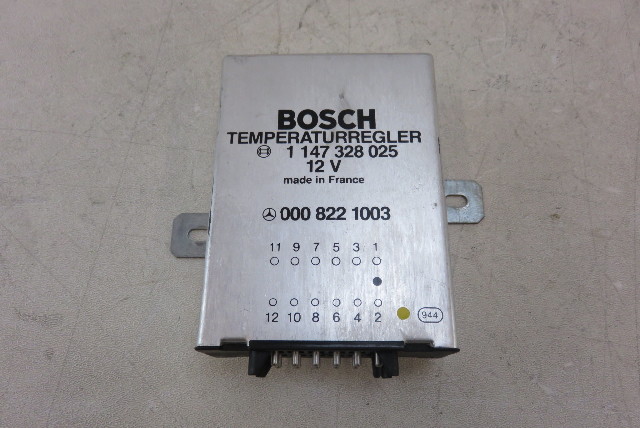 BOSCH
TEMPERATURREGLER
1 147 328 025
12 V
made in France
000 822 1003
11 9 7 5 3 1
12 10 8 6 4 2
944